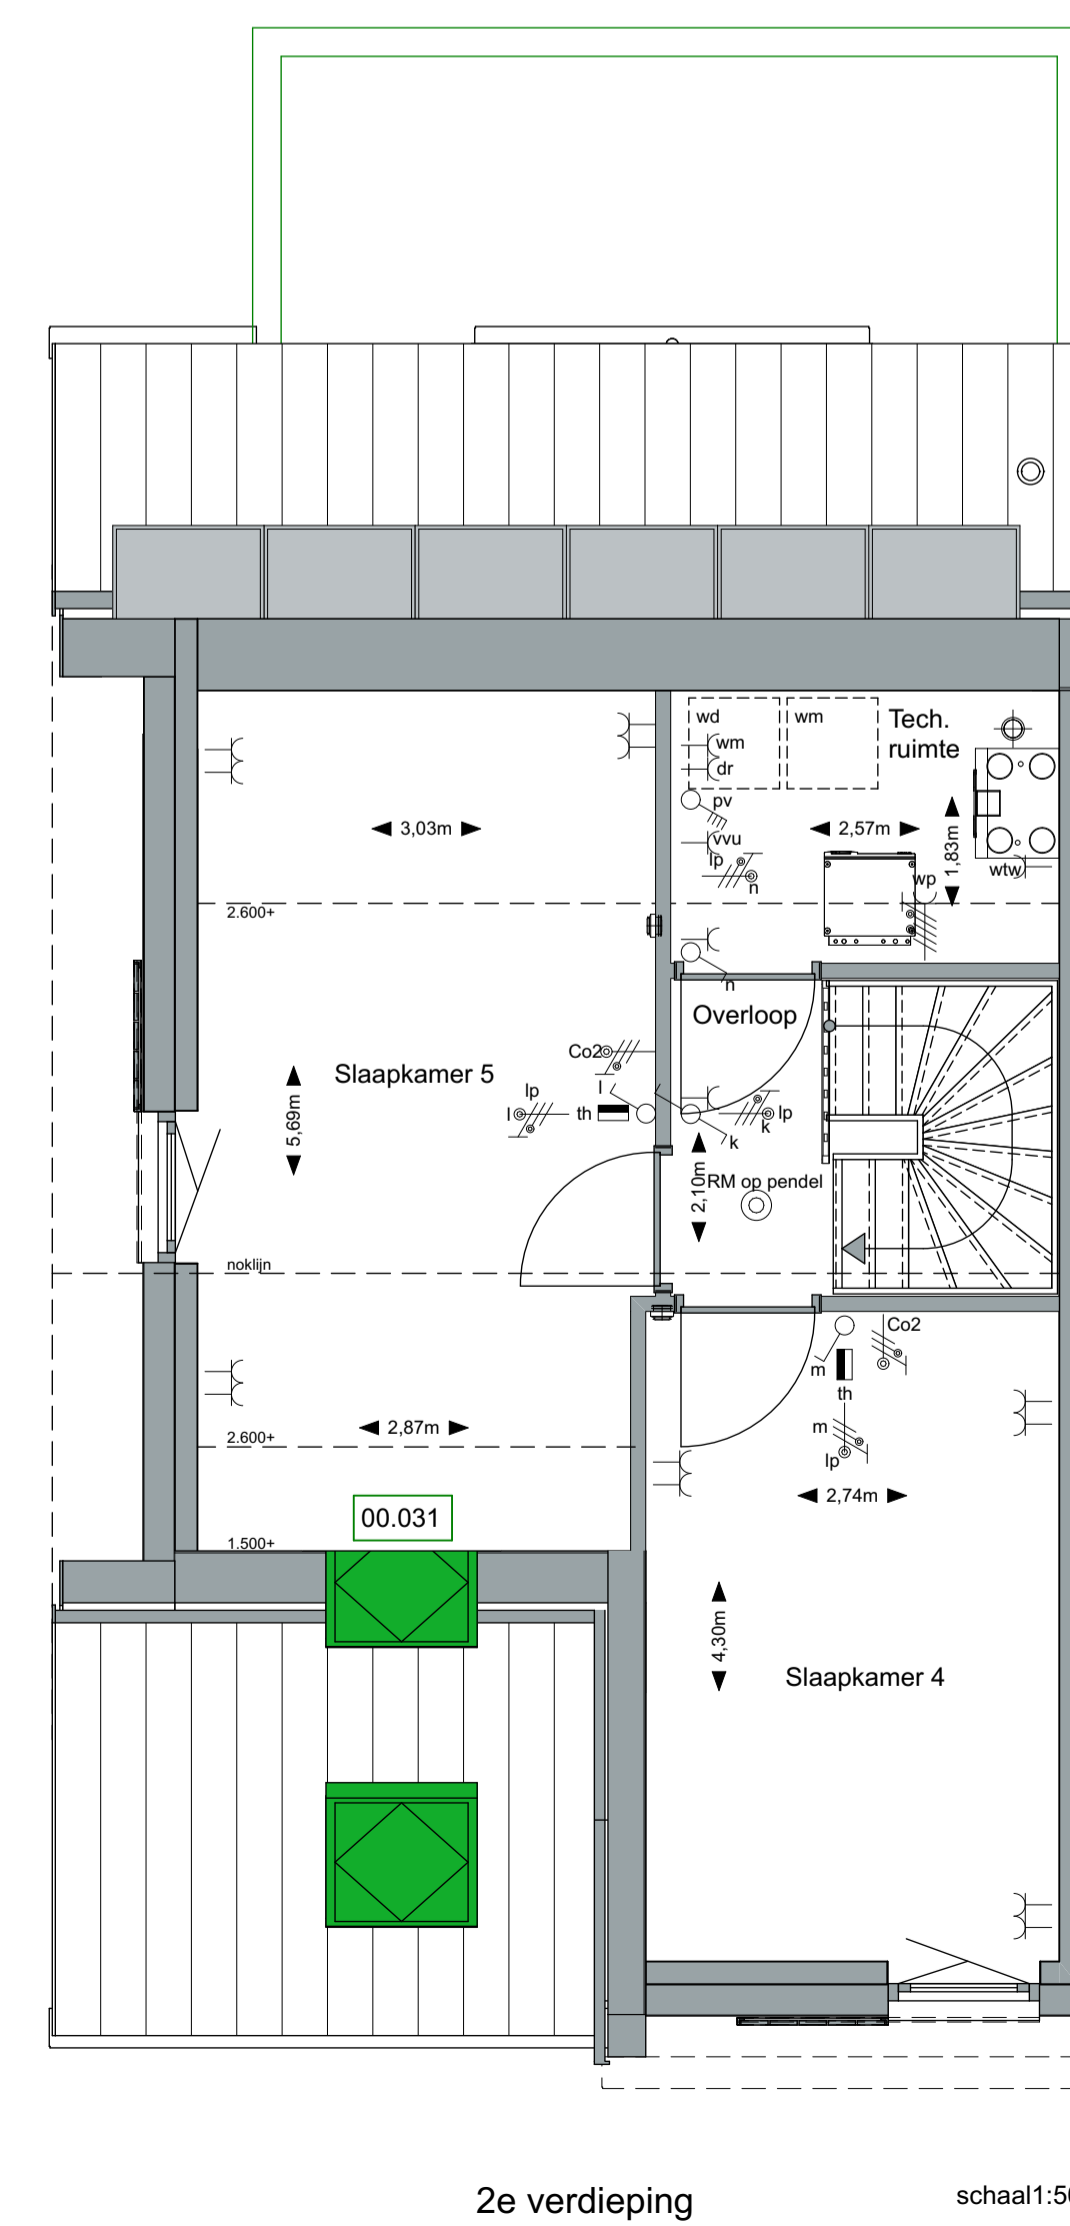 wd
wm
Tech.
ruimte
wm
dr
pv
3,03m
2,57m
1,83m
vvu
lp
n
wtw
wp
2.600+
n
Overloop
Co2
Slaapkamer 5
l
lp
l
th
k
lp
k
5,69m
2,10m
RM op pendel
noklijn
Co2
m
th
2,87m
m
2.600+
lp
2,74m
00.031
1.500+
4,30m
Slaapkamer 4
2e verdieping